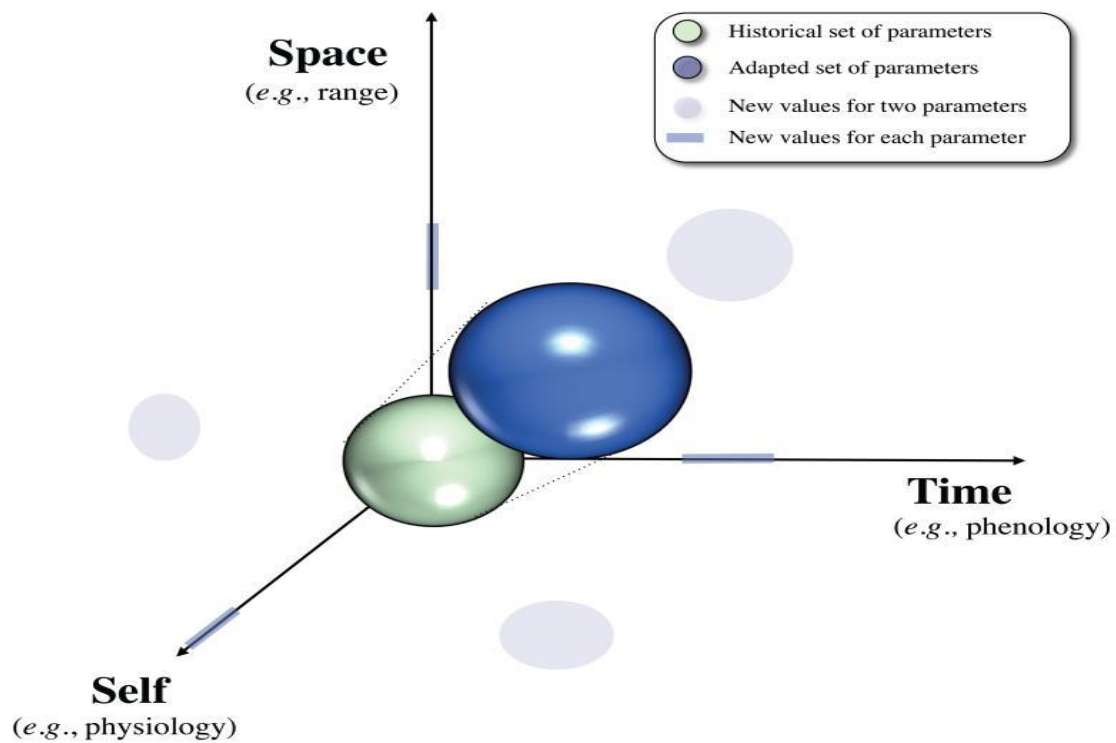 Space
(e.g., range)
Historical set of parameters
Adapted set of parameters
New values for two parameters
New values for each parameter
Time
(e.g., phenology)
Self
(e.g., physiology)